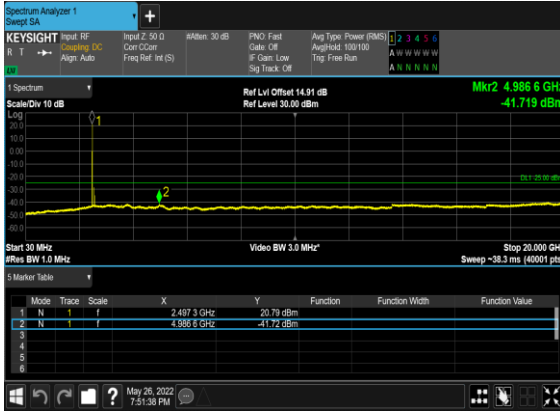 Spectrum Analyzer 1
Swept SA
+
KEYSIGHT Input: RF Input Z: 50 Ω #Atten: 30 dB PNO: Fast Avg Type: Power (RMS) 1 2 3 4 5 6
R T Coupling: DC Corr CCorr Gate: Off Avg|Hold: 100/100 A W W W W W
Align: Auto Freq Ref: Int (S) IF Gain: Low Trig: Free Run
Sig Track: Off A N N N N N
1 Spectrum Ref Lvl Offset 14.91 dB Mkr2 4.986 6 GHz
Scale/Div 10 dB Ref Level 30.00 dBm -41.719 dBm
Log
20.0
10.0
0.00
-10.0
-20.0
-30.0
-40.0
-50.0
-60.0
1
2
DL1 -25.00 dBm
Start 30 MHz Video BW 3.0 MHz* Stop 20.000 GHz
#Res BW 1.0 MHz Sweep ~38.3 ms (40001 pts)
5 Marker Table
Mode Trace Scale X Y Function Function Width Function Value
1 N 1 f 2.497 3 GHz 20.79 dBm
2 N 1 f 4.986 6 GHz -41.72 dBm
3
4
5
6
? May 26, 2022
7:51:38 PM